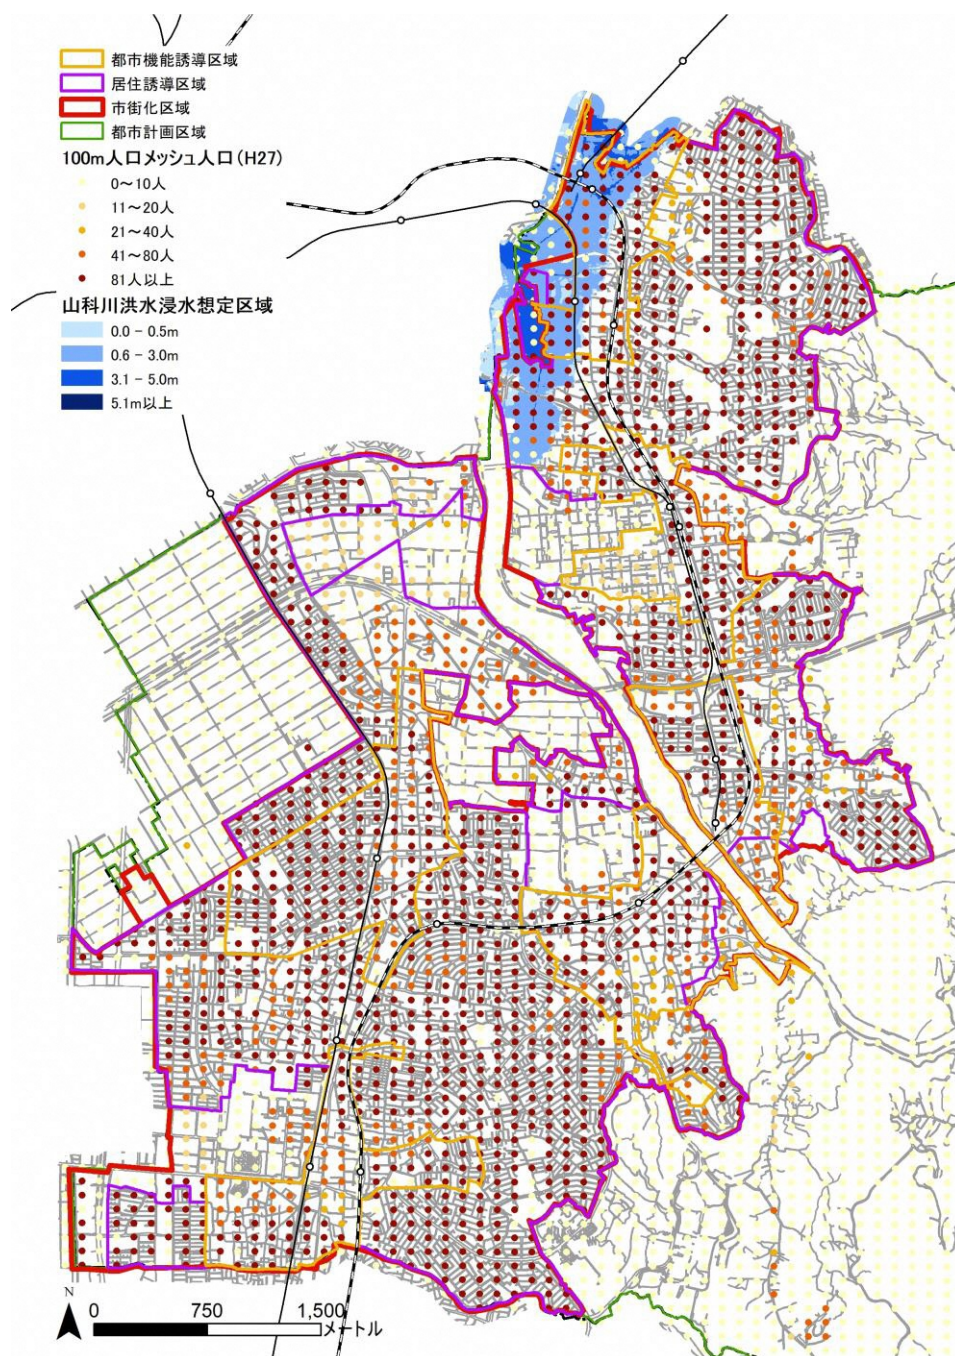 都市機能誘導区域
居住誘導区域
市街化区域
都市計画区域
100m人口メッシュ人口(H27)
0~10人
11~20人
21~40人
41~80人
81人以上
山科川洪水浸水想定区域
0.0 - 0.5m
0.6 - 3.0m
3.1 - 5.0m
5.1m以上
N
0 750 1,500
メートル